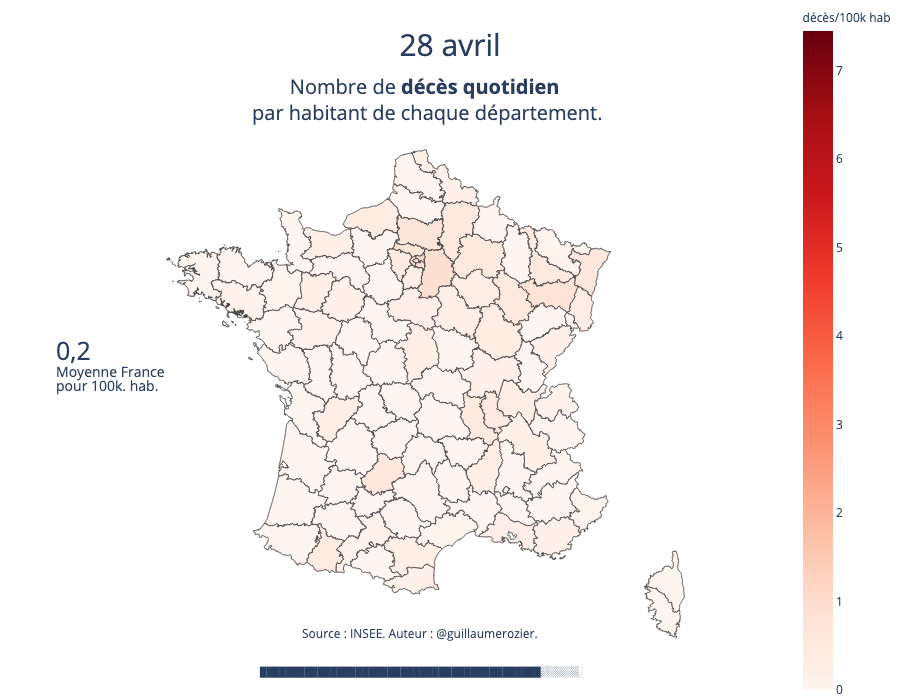 décès/100k hab
28 avril
Nombre de décès quotidien
par habitant de chaque département.
7
6
5
4
3
2
1
0
0,2
Moyenne France
pour 100k. hab.
Source : INSEE. Auteur : @guillaumerozier.